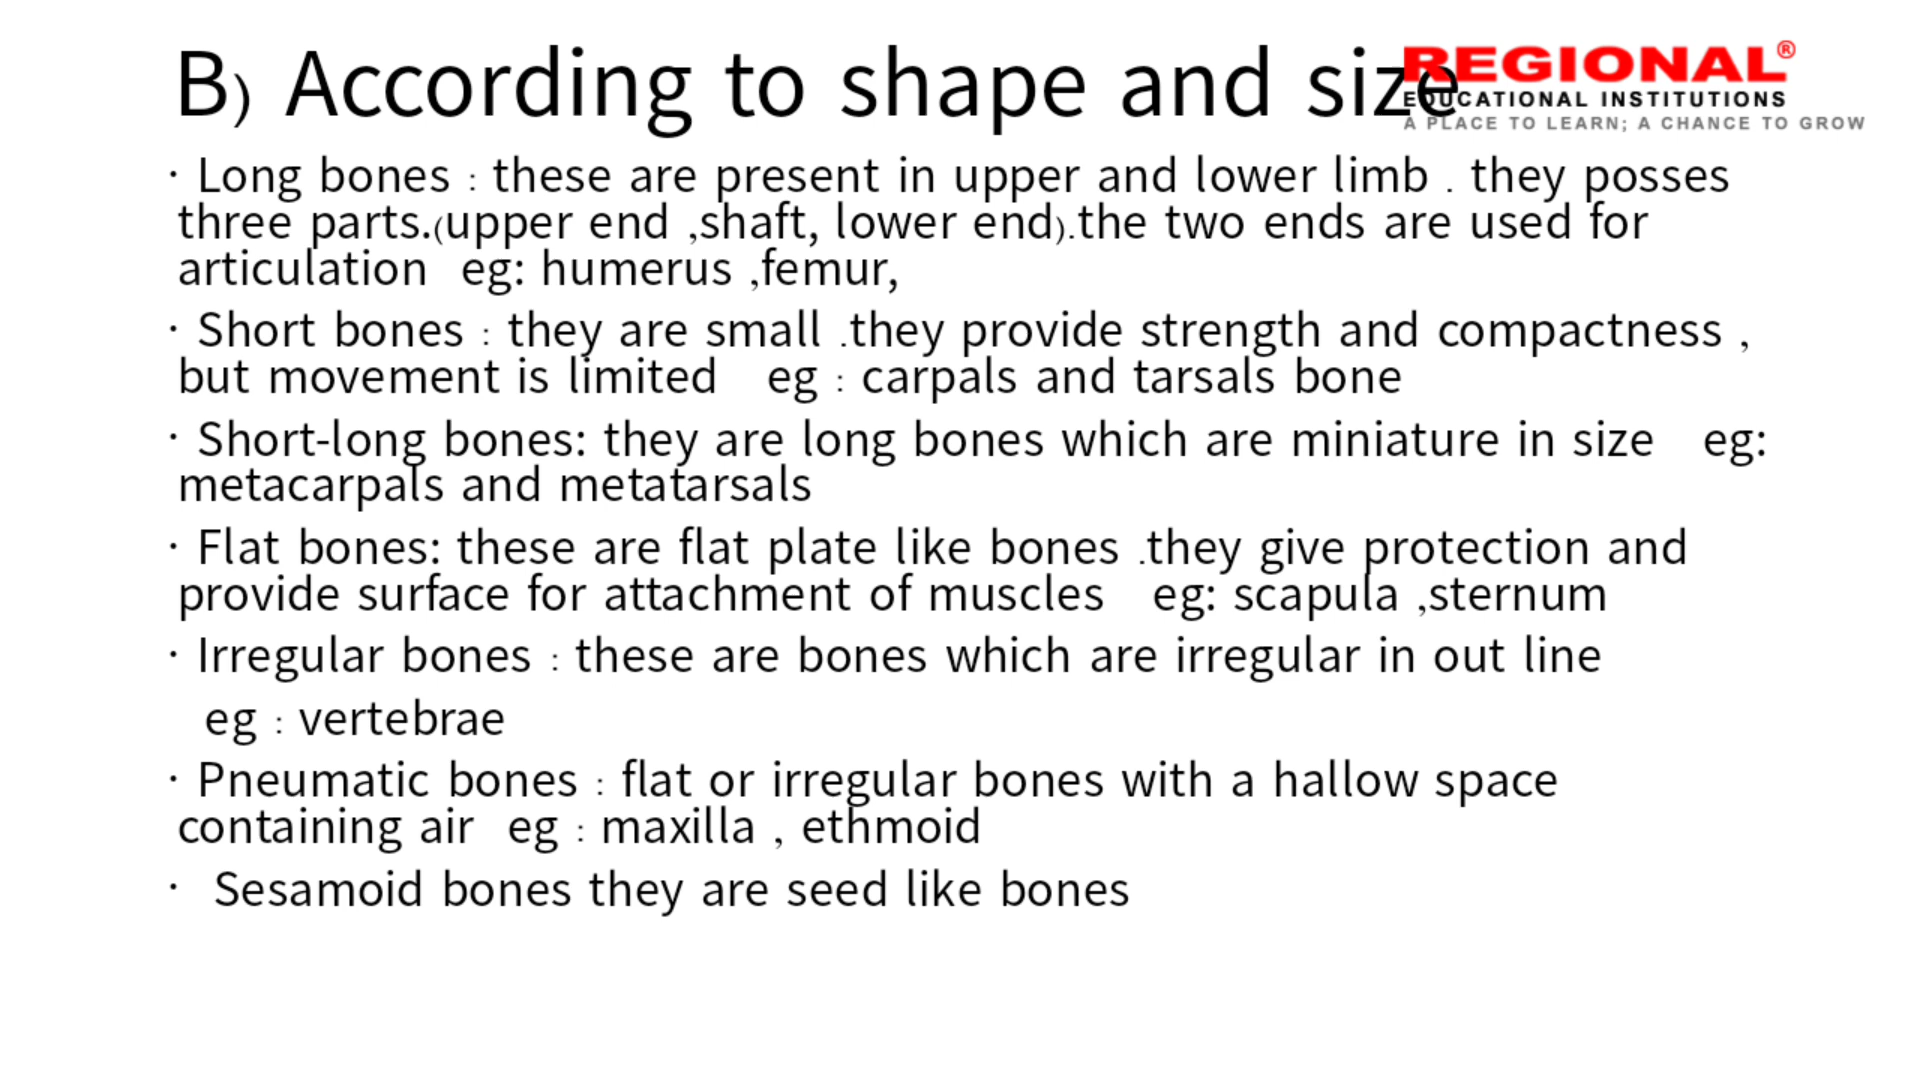 B) According to shape and size
REGIONAL®
EDUCATIONAL INSTITUTIONS
A PLACE TO LEARN; A CHANCE TO GROW
· Long bones : these are present in upper and lower limb . they posses
three parts.(upper end ,shaft, lower end).the two ends are used for
articulation  eg: humerus ,femur,
· Short bones : they are small .they provide strength and compactness ,
but movement is limited   eg : carpals and tarsals bone
· Short-long bones: they are long bones which are miniature in size   eg:
metacarpals and metatarsals
· Flat bones: these are flat plate like bones .they give protection and
provide surface for attachment of muscles   eg: scapula ,sternum
· Irregular bones : these are bones which are irregular in out line
eg : vertebrae
· Pneumatic bones : flat or irregular bones with a hallow space
containing air  eg : maxilla , ethmoid
· Sesamoid bones they are seed like bones